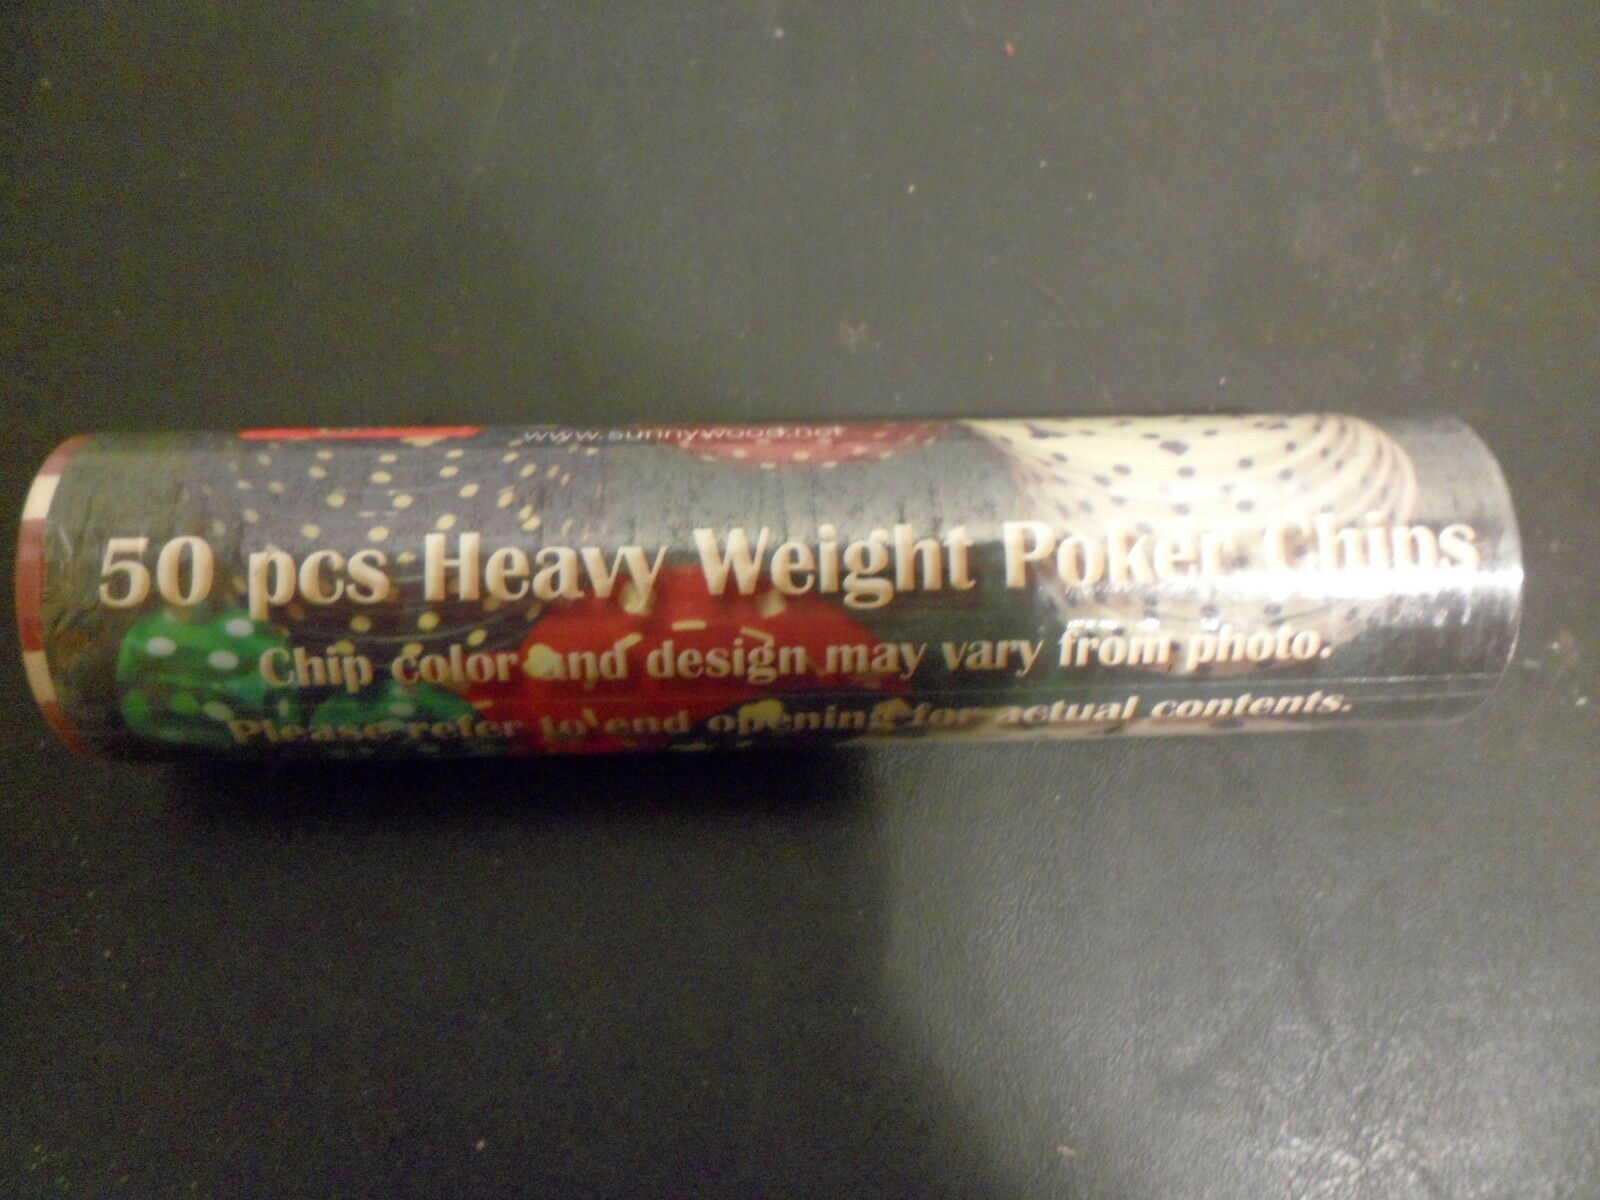 www.sunnywood.net
50 pcs Heavy Weight Poker Chips
Chip color and design may vary from photo.
Please refer to end opening for actual contents.